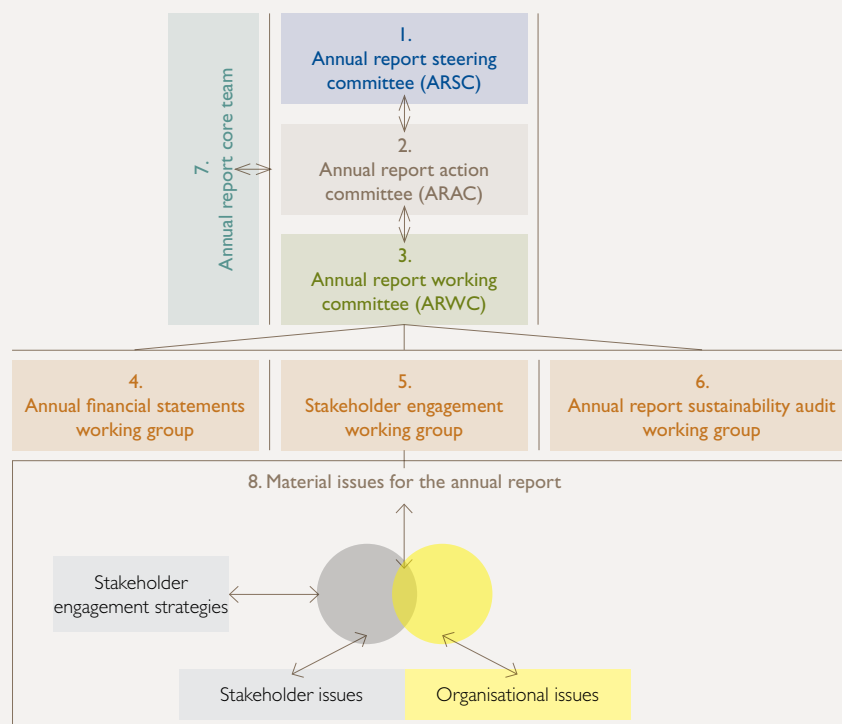 1.
Annual report steering
committee (ARSC)
7.
Annual report core team
2.
Annual report action
committee (ARAC)
3.
Annual report working
committee (ARWC)
4.
Annual financial statements
working group
5.
Stakeholder engagement
working group
6.
Annual report sustainability audit
working group
8. Material issues for the annual report
Stakeholder
engagement strategies
Stakeholder issues
Organisational issues